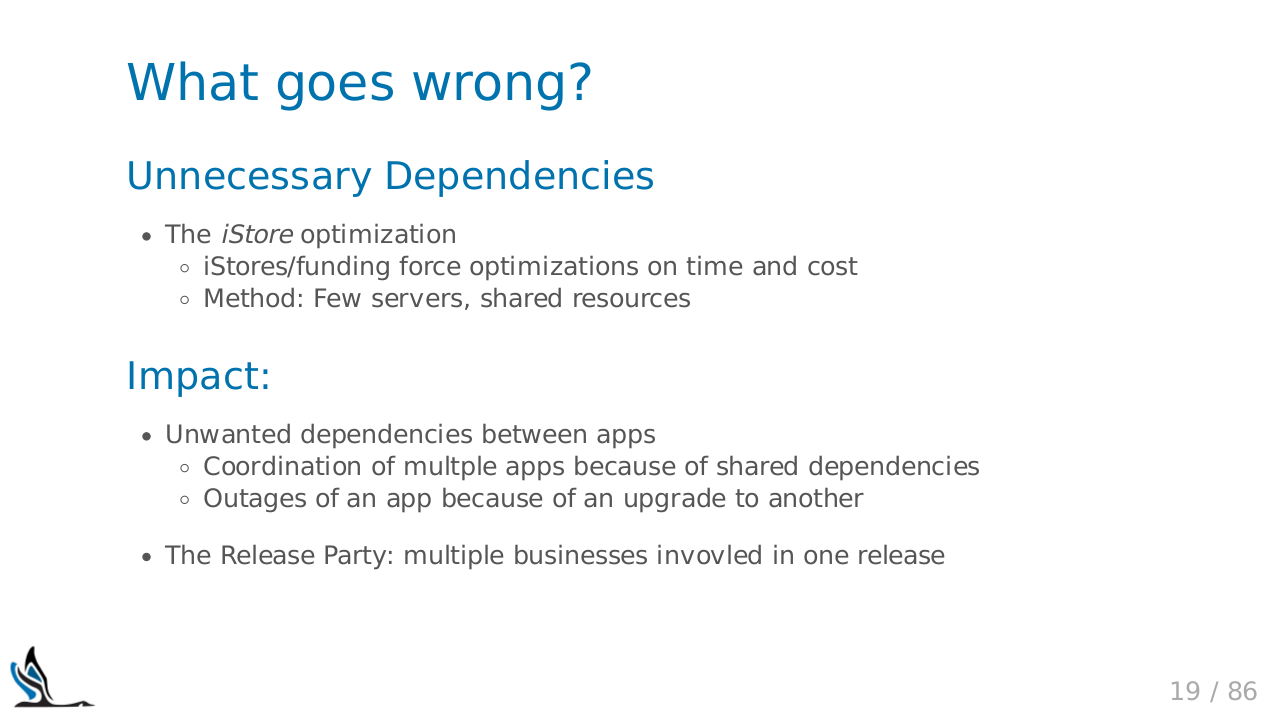 What goes wrong?
Unnecessary Dependencies
• The iStore optimization
◦ iStores/funding force optimizations on time and cost
◦ Method: Few servers, shared resources
Impact:
• Unwanted dependencies between apps
◦ Coordination of multple apps because of shared dependencies
◦ Outages of an app because of an upgrade to another
• The Release Party: multiple businesses invovled in one release
19 / 86